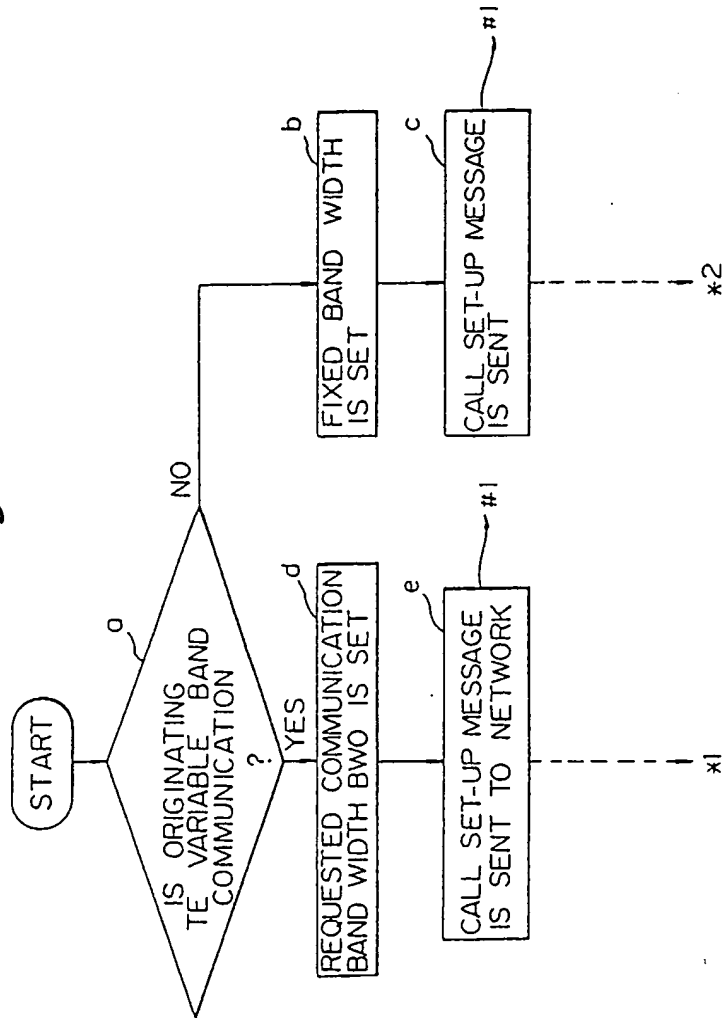 START
a
IS ORIGINATING
TE VARIABLE BAND
COMMUNICATION
?
NO
YES
d
REQUESTED COMMUNICATION
BAND WIDTH BWO IS SET
e
CALL SET-UP MESSAGE
IS SENT TO NETWORK
#1
*1
b
FIXED BAND WIDTH
IS SET
c
CALL SET-UP MESSAGE
IS SENT
#1
*2